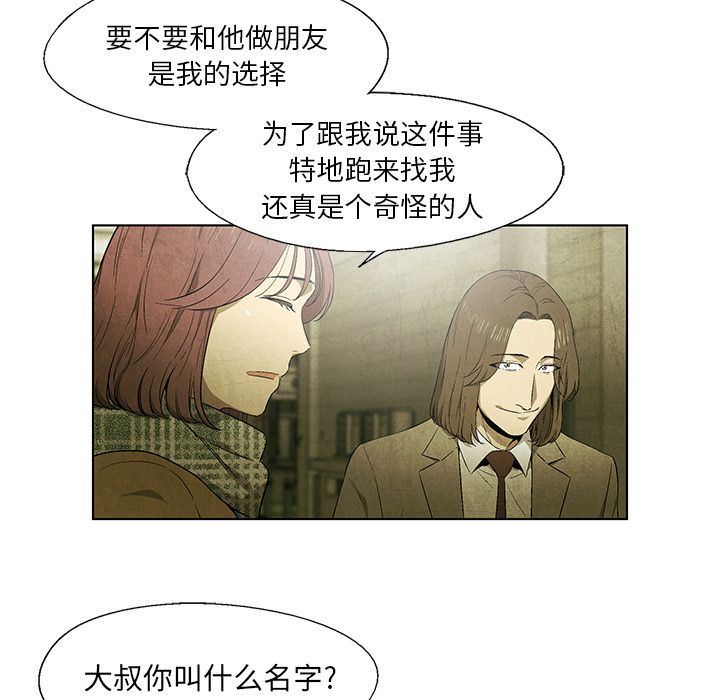 要不要和他做朋友
是我的选择
为了跟我说这件事
特地跑来找我
还真是个奇怪的人
大叔你叫什么名字?